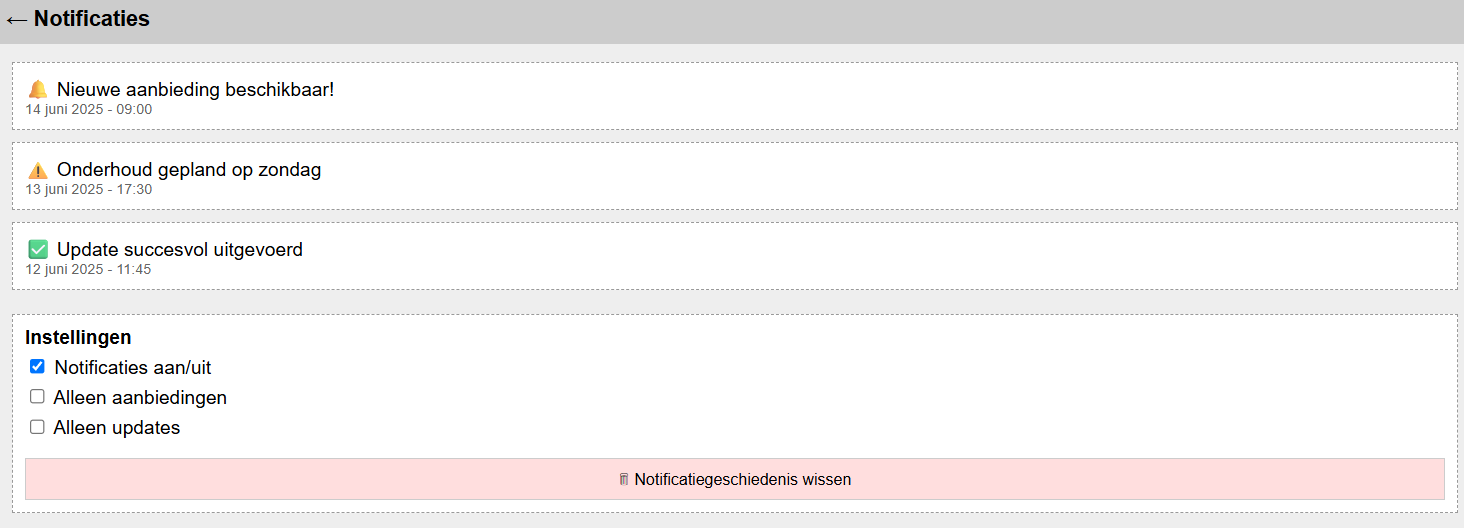 ← Notificaties
🔔 Nieuwe aanbieding beschikbaar!
14 juni 2025 - 09:00
⚠️ Onderhoud gepland op zondag
13 juni 2025 - 17:30
✅ Update succesvol uitgevoerd
12 juni 2025 - 11:45
Instellingen
Notificaties aan/uit
Alleen aanbiedingen
Alleen updates
🗑 Notificatiegeschiedenis wissen